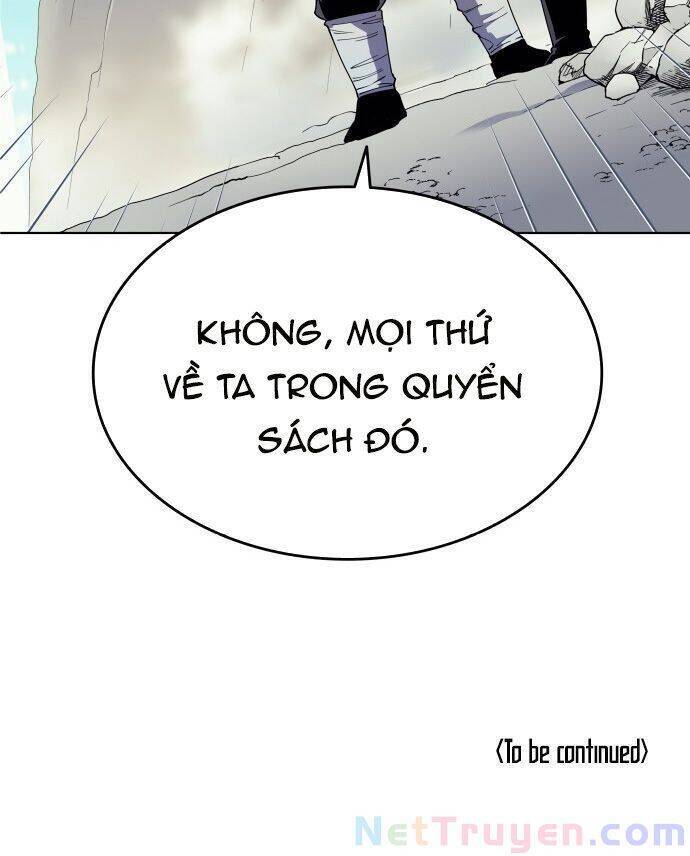 KHÔNG, MỌI THỨ
VỀ TA TRONG QUYỂN
SÁCH ĐÓ.
<To be continued>
NetTruyen.com